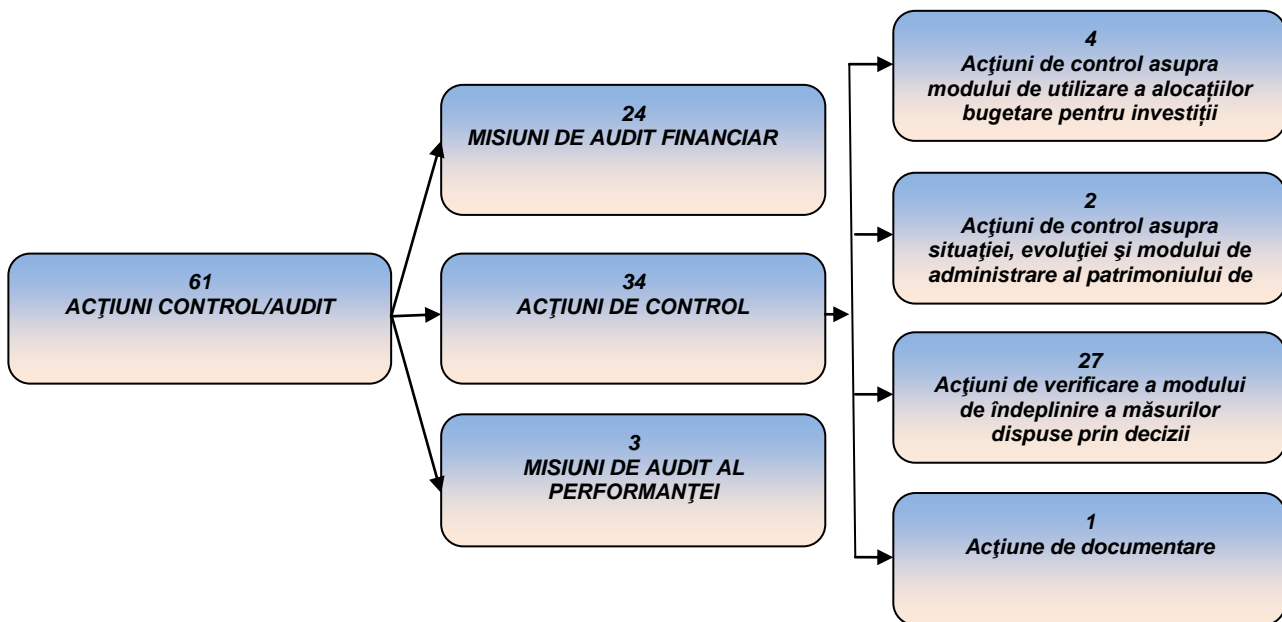 61
ACŢIUNI CONTROL/AUDIT
24
MISIUNI DE AUDIT FINANCIAR
34
ACŢIUNI DE CONTROL
3
MISIUNI DE AUDIT AL
PERFORMANŢEI
4
Acţiuni de control asupra
modului de utilizare a alocațiilor
bugetare pentru investiții
2
Acţiuni de control asupra
situaţiei, evoluţiei şi modului de
administrare al patrimoniului de
27
Acţiuni de verificare a modului
de îndeplinire a măsurilor
dispuse prin decizii
1
Acţiune de documentare